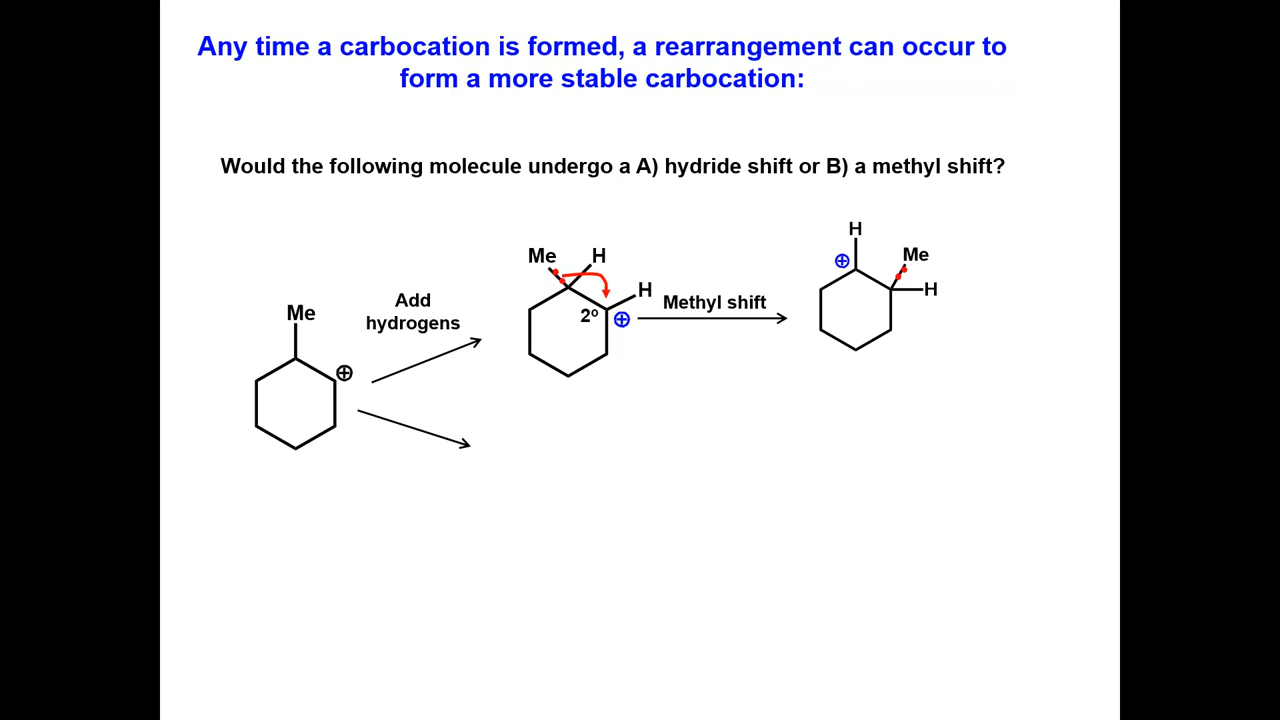 Any time a carbocation is formed, a rearrangement can occur to
form a more stable carbocation:
Would the following molecule undergo a A) hydride shift or B) a methyl shift?
Me
⊕
Add
hydrogens
Me H
H
2º
⊕
Methyl shift
H
⊕
Me
H